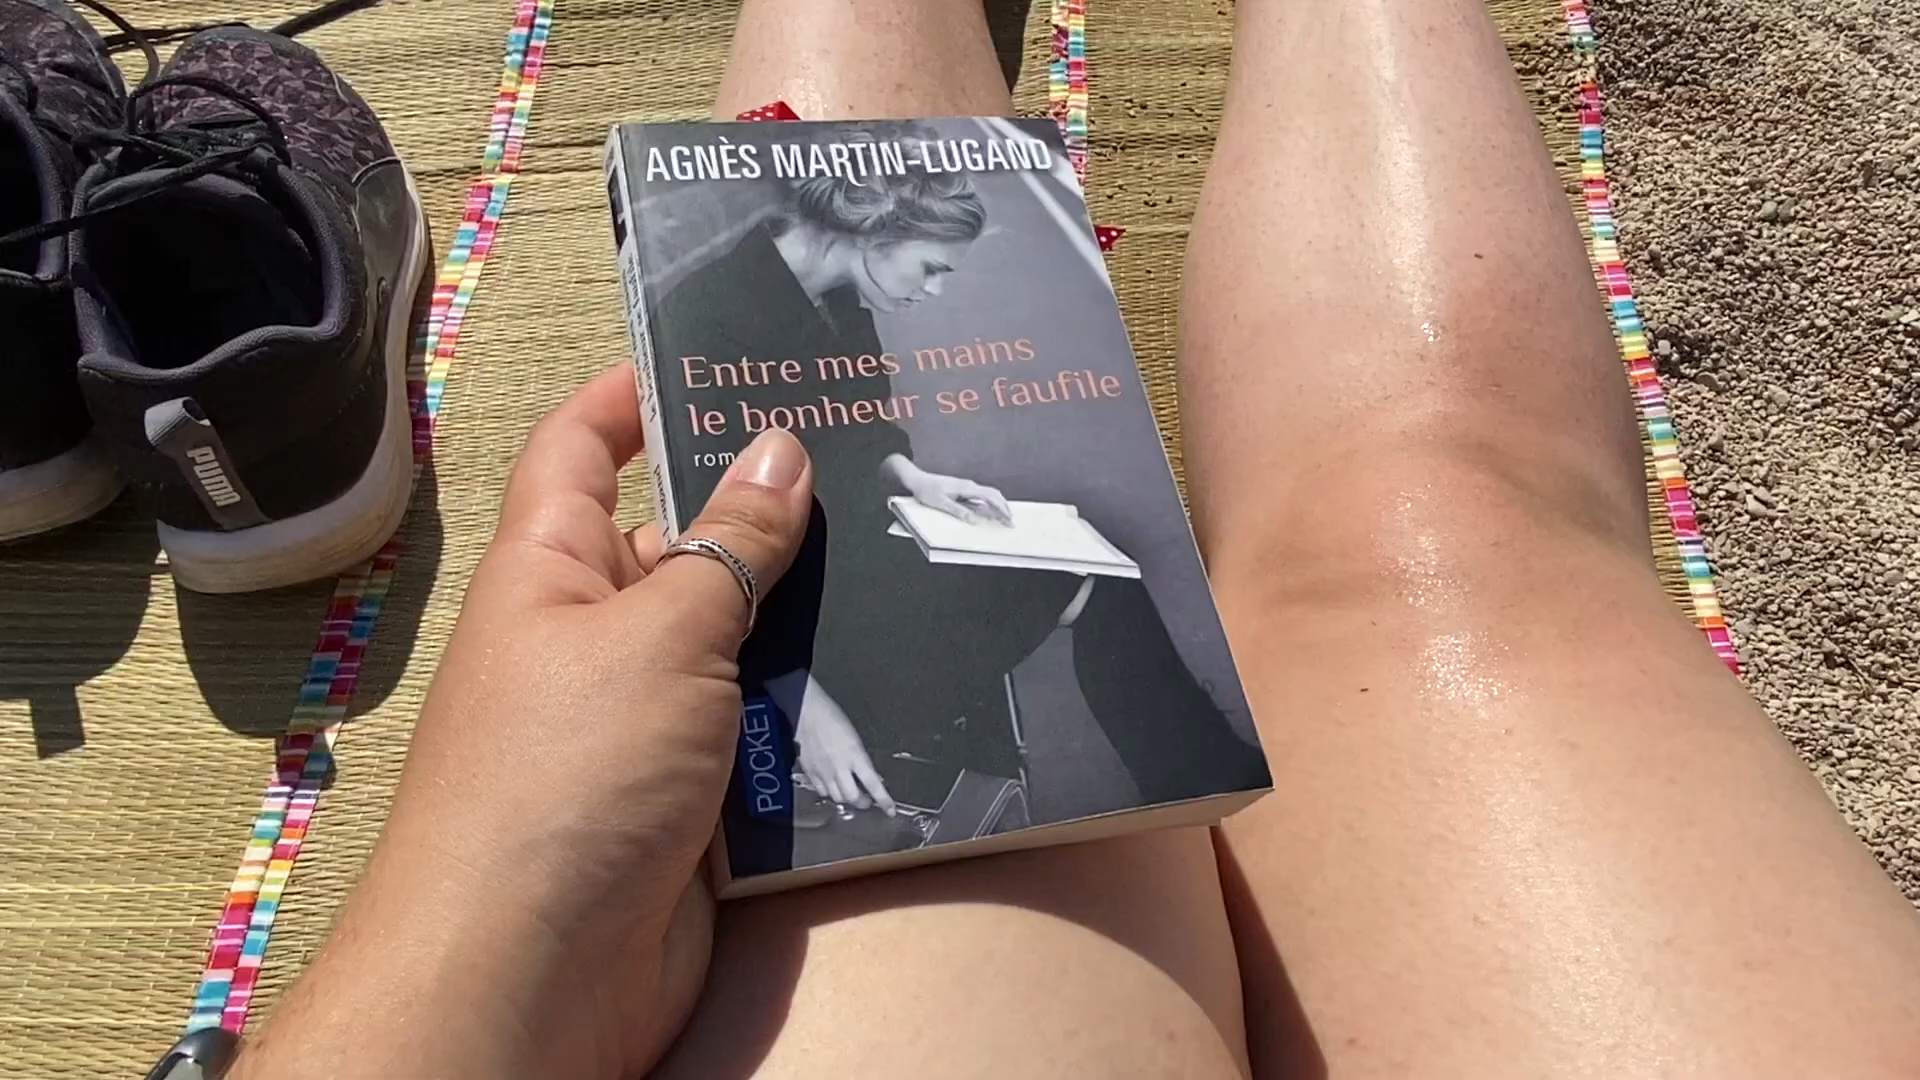 AGNÈS MARTIN-LUGAND
Entre mes mains
le bonheur se faufile
POCKET
PUMA